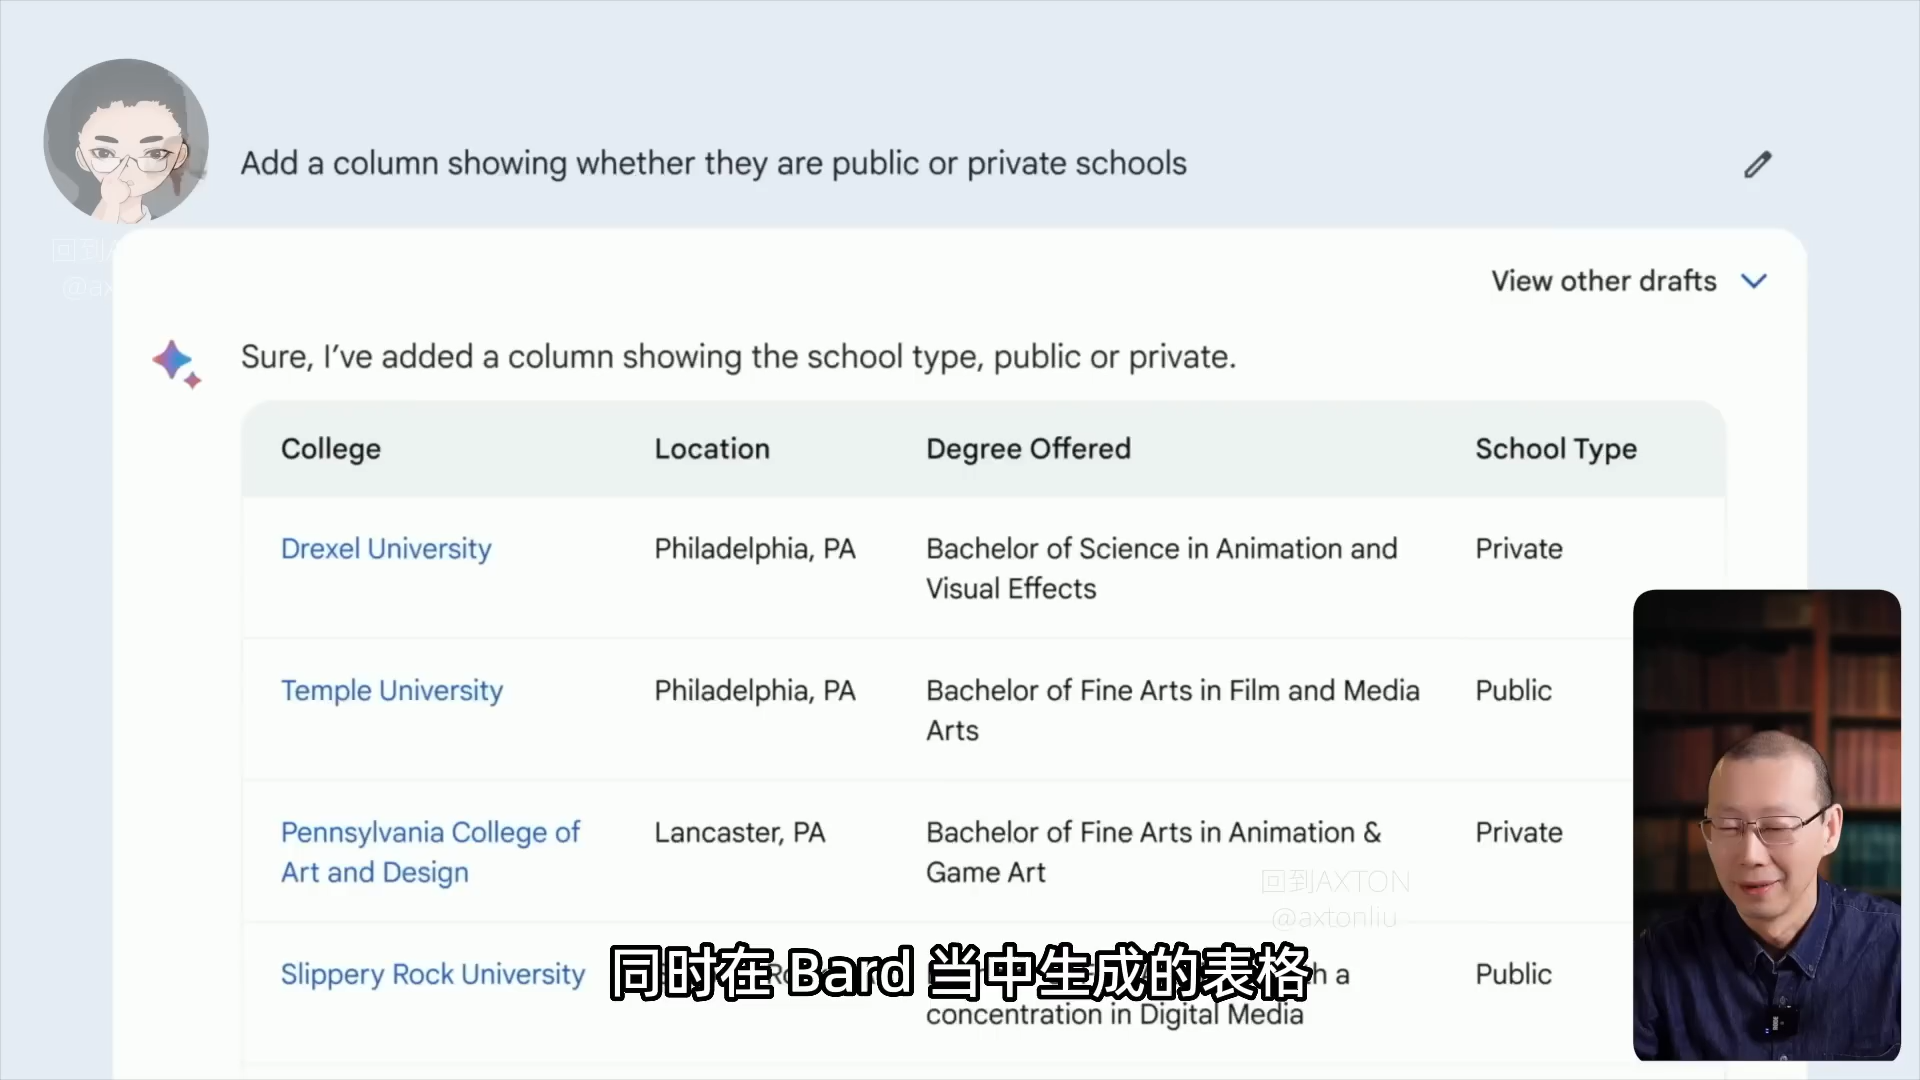 Add a column showing whether they are public or private schools
回到
@ax
View other drafts
Sure, I’ve added a column showing the school type, public or private.
College Location Degree Offered School Type
Drexel University Philadelphia, PA Bachelor of Science in Animation and Private
Visual Effects
Temple University Philadelphia, PA Bachelor of Fine Arts in Film and Media Public
Arts
Pennsylvania College of Lancaster, PA Bachelor of Fine Arts in Animation & Private
Art and Design Game Art
回到AXTON
@axtonliu
Slippery Rock University a Public
concentration in Digital Media
同时在 Bard 当中生成的表格